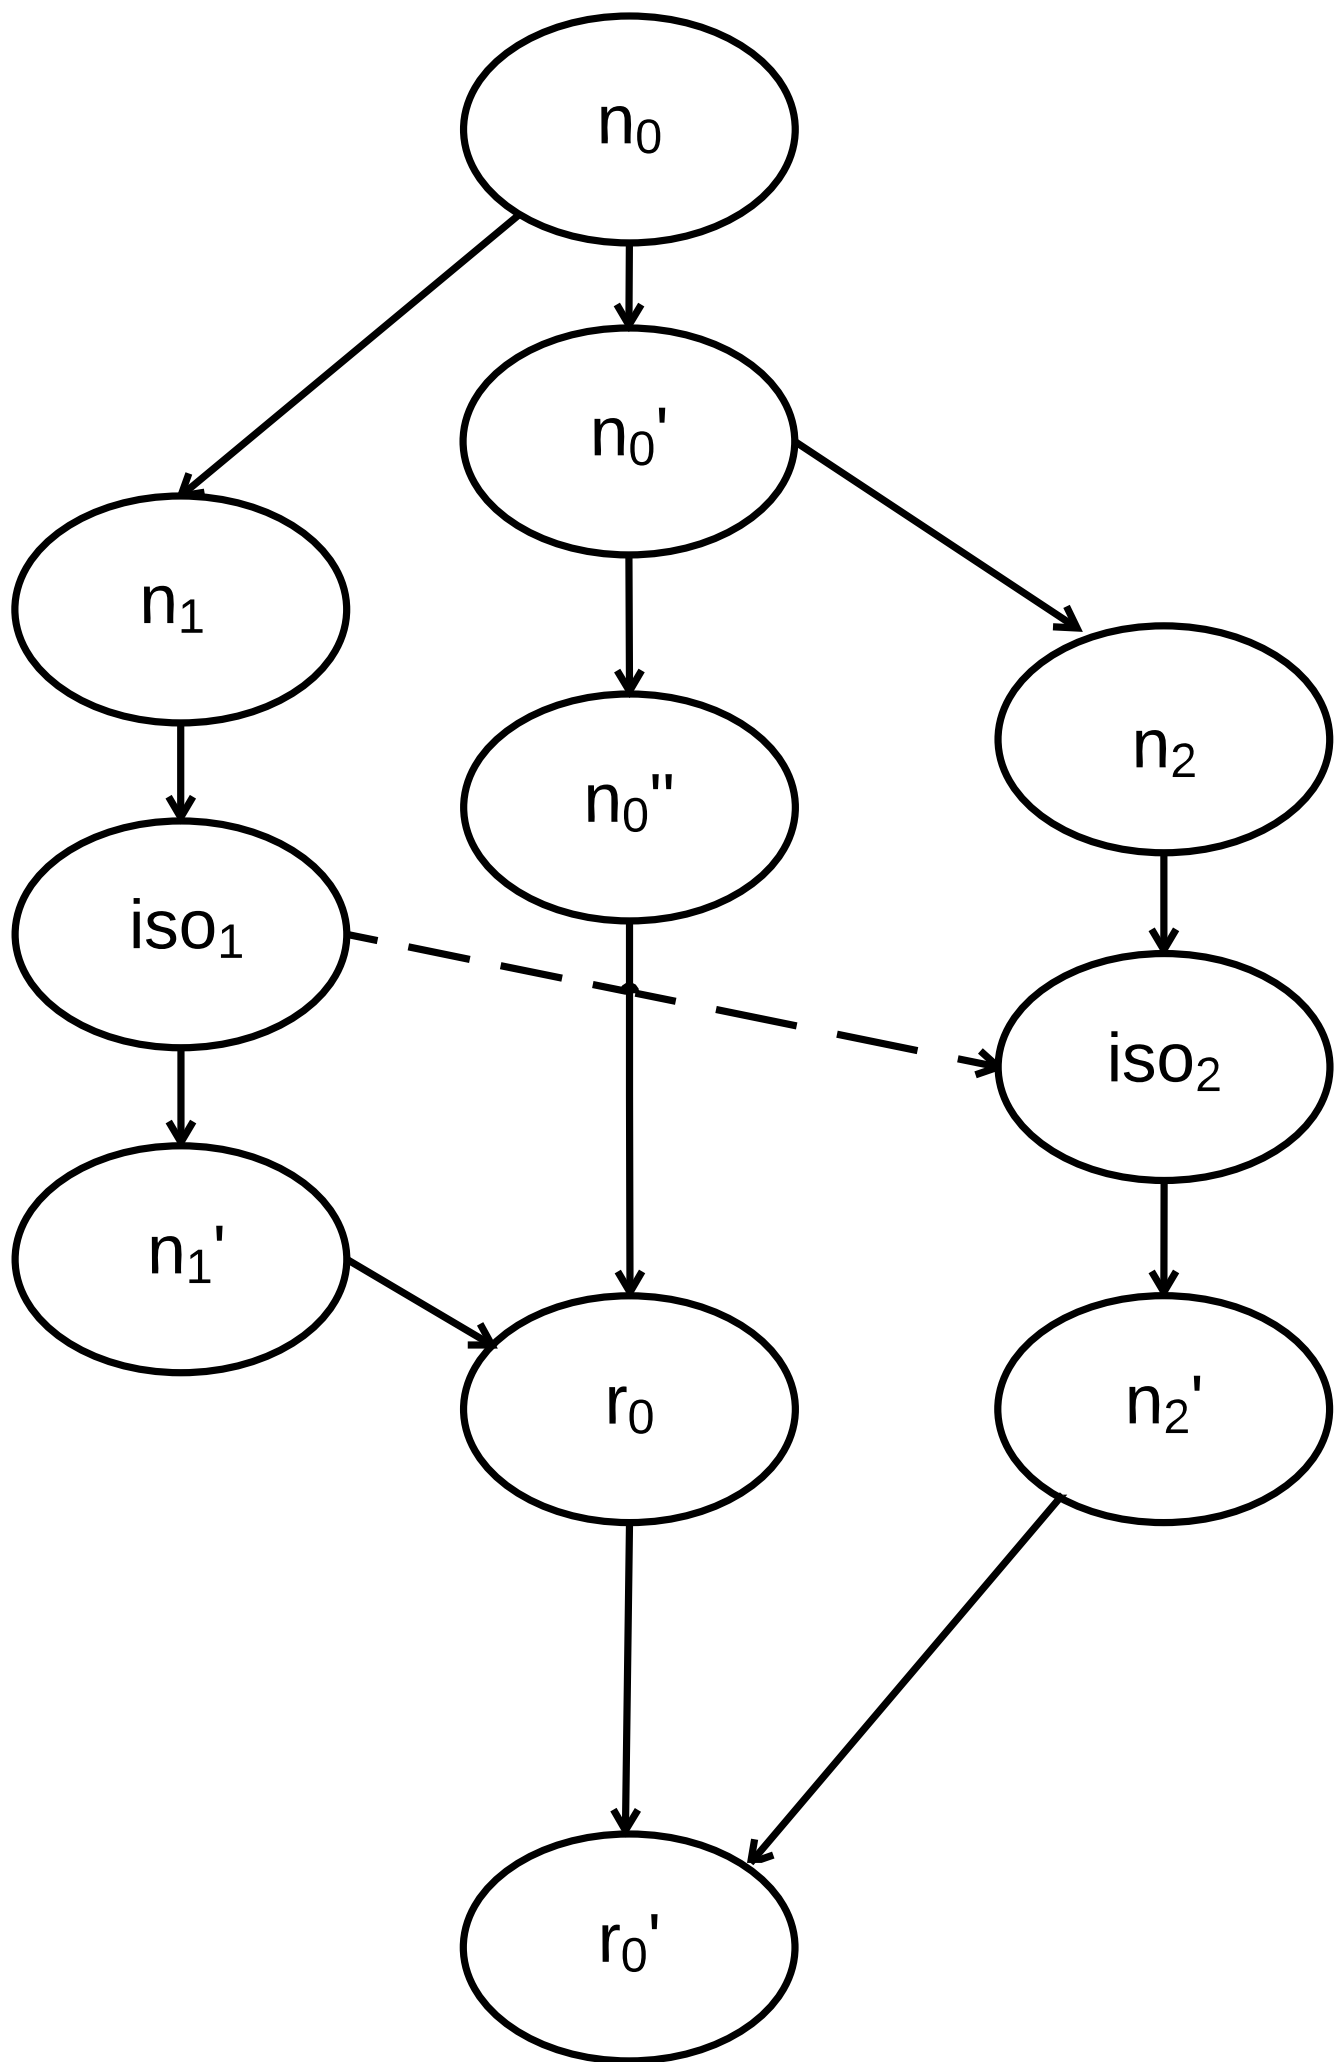 n₀
n₀'
n₁
n₂
n₀"
iso₁
iso₂
n₁'
r₀
n₂'
r₀'